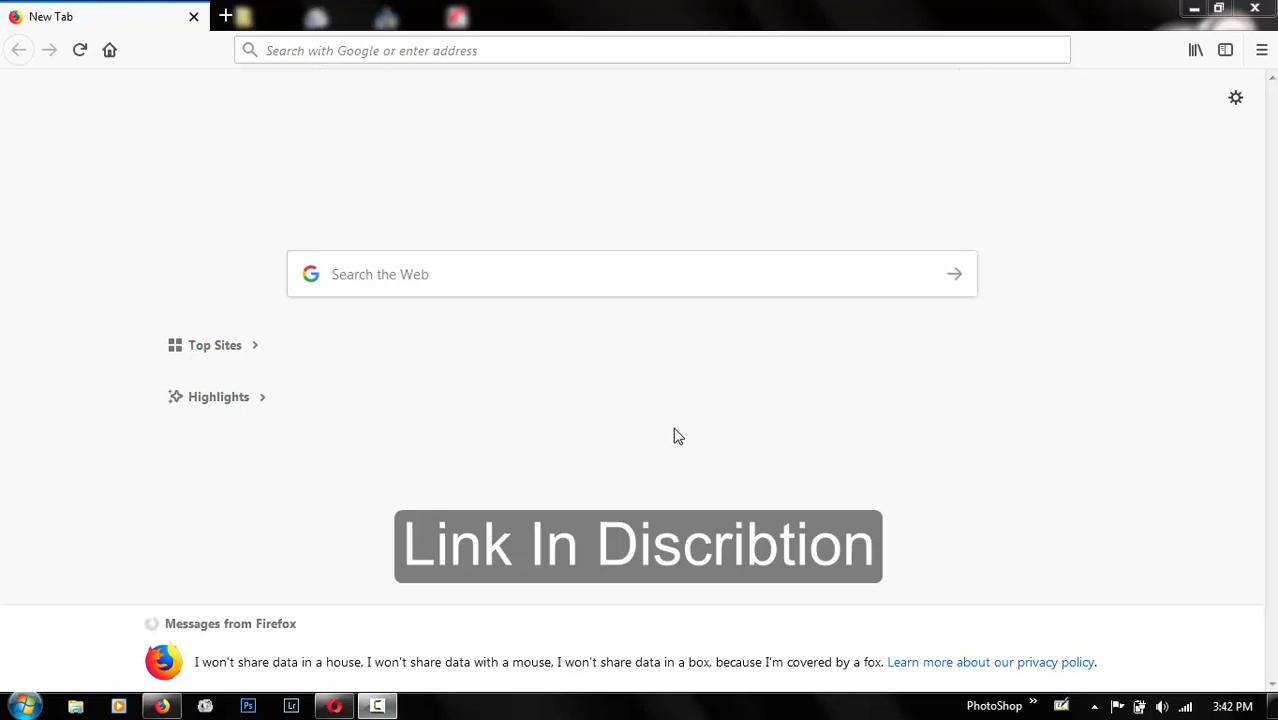 New Tab
Search with Google or enter address
Search the Web
Top Sites
Highlights
Link In Discribtion
Messages from Firefox
I won't share data in a house, I won't share data with a mouse, I won't share data in a box, because I'm covered by a fox. Learn more about our privacy policy.
Ps
Lr
C
PhotoShop
3:42 PM